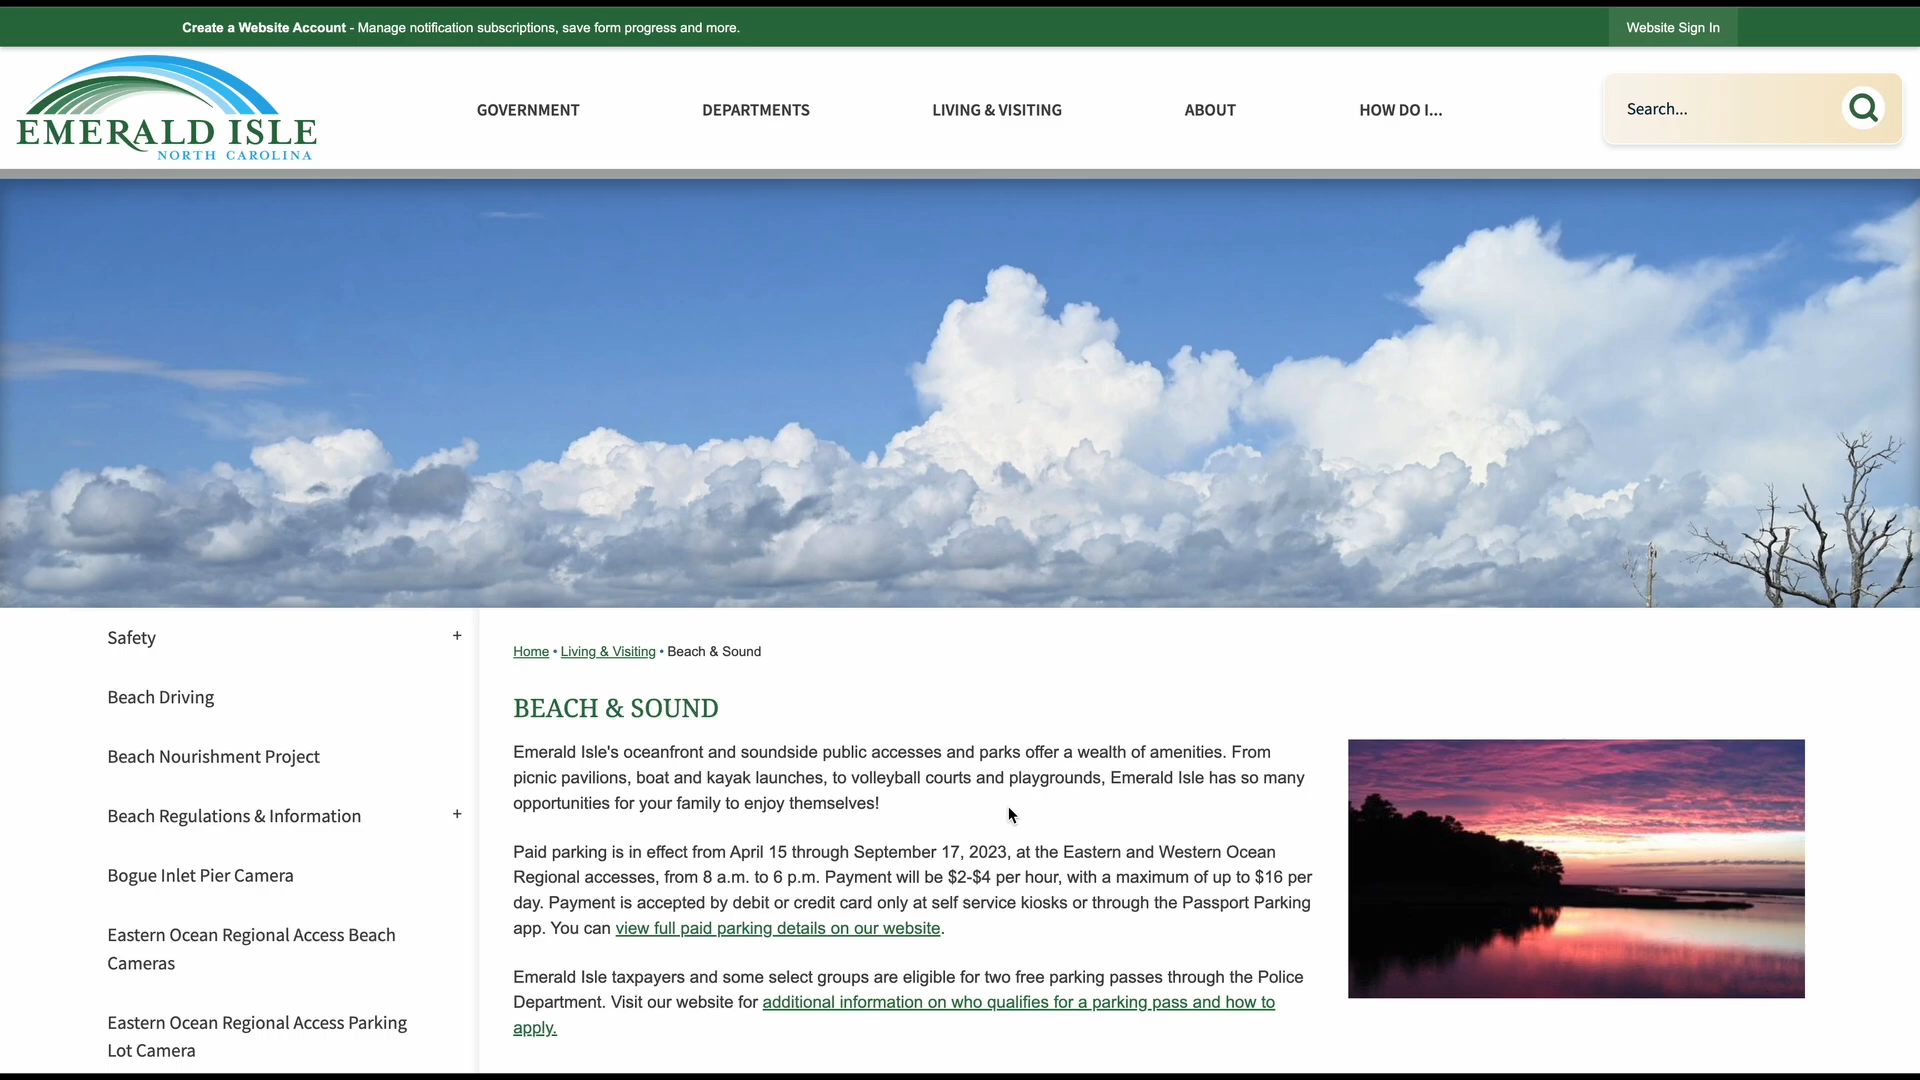 Create a Website Account - Manage notification subscriptions, save form progress and more.
Website Sign In
EMERALD ISLE
NORTH CAROLINA
GOVERNMENT
DEPARTMENTS
LIVING & VISITING
ABOUT
HOW DO I...
Search...
Safety +
Beach Driving
Beach Nourishment Project
Beach Regulations & Information +
Bogue Inlet Pier Camera
Eastern Ocean Regional Access Beach
Cameras
Eastern Ocean Regional Access Parking
Lot Camera
Home • Living & Visiting • Beach & Sound
BEACH & SOUND
Emerald Isle's oceanfront and soundside public accesses and parks offer a wealth of amenities. From
picnic pavilions, boat and kayak launches, to volleyball courts and playgrounds, Emerald Isle has so many
opportunities for your family to enjoy themselves!
Paid parking is in effect from April 15 through September 17, 2023, at the Eastern and Western Ocean
Regional accesses, from 8 a.m. to 6 p.m. Payment will be $2-$4 per hour, with a maximum of up to $16 per
day. Payment is accepted by debit or credit card only at self service kiosks or through the Passport Parking
app. You can view full paid parking details on our website.
Emerald Isle taxpayers and some select groups are eligible for two free parking passes through the Police
Department. Visit our website for additional information on who qualifies for a parking pass and how to
apply.